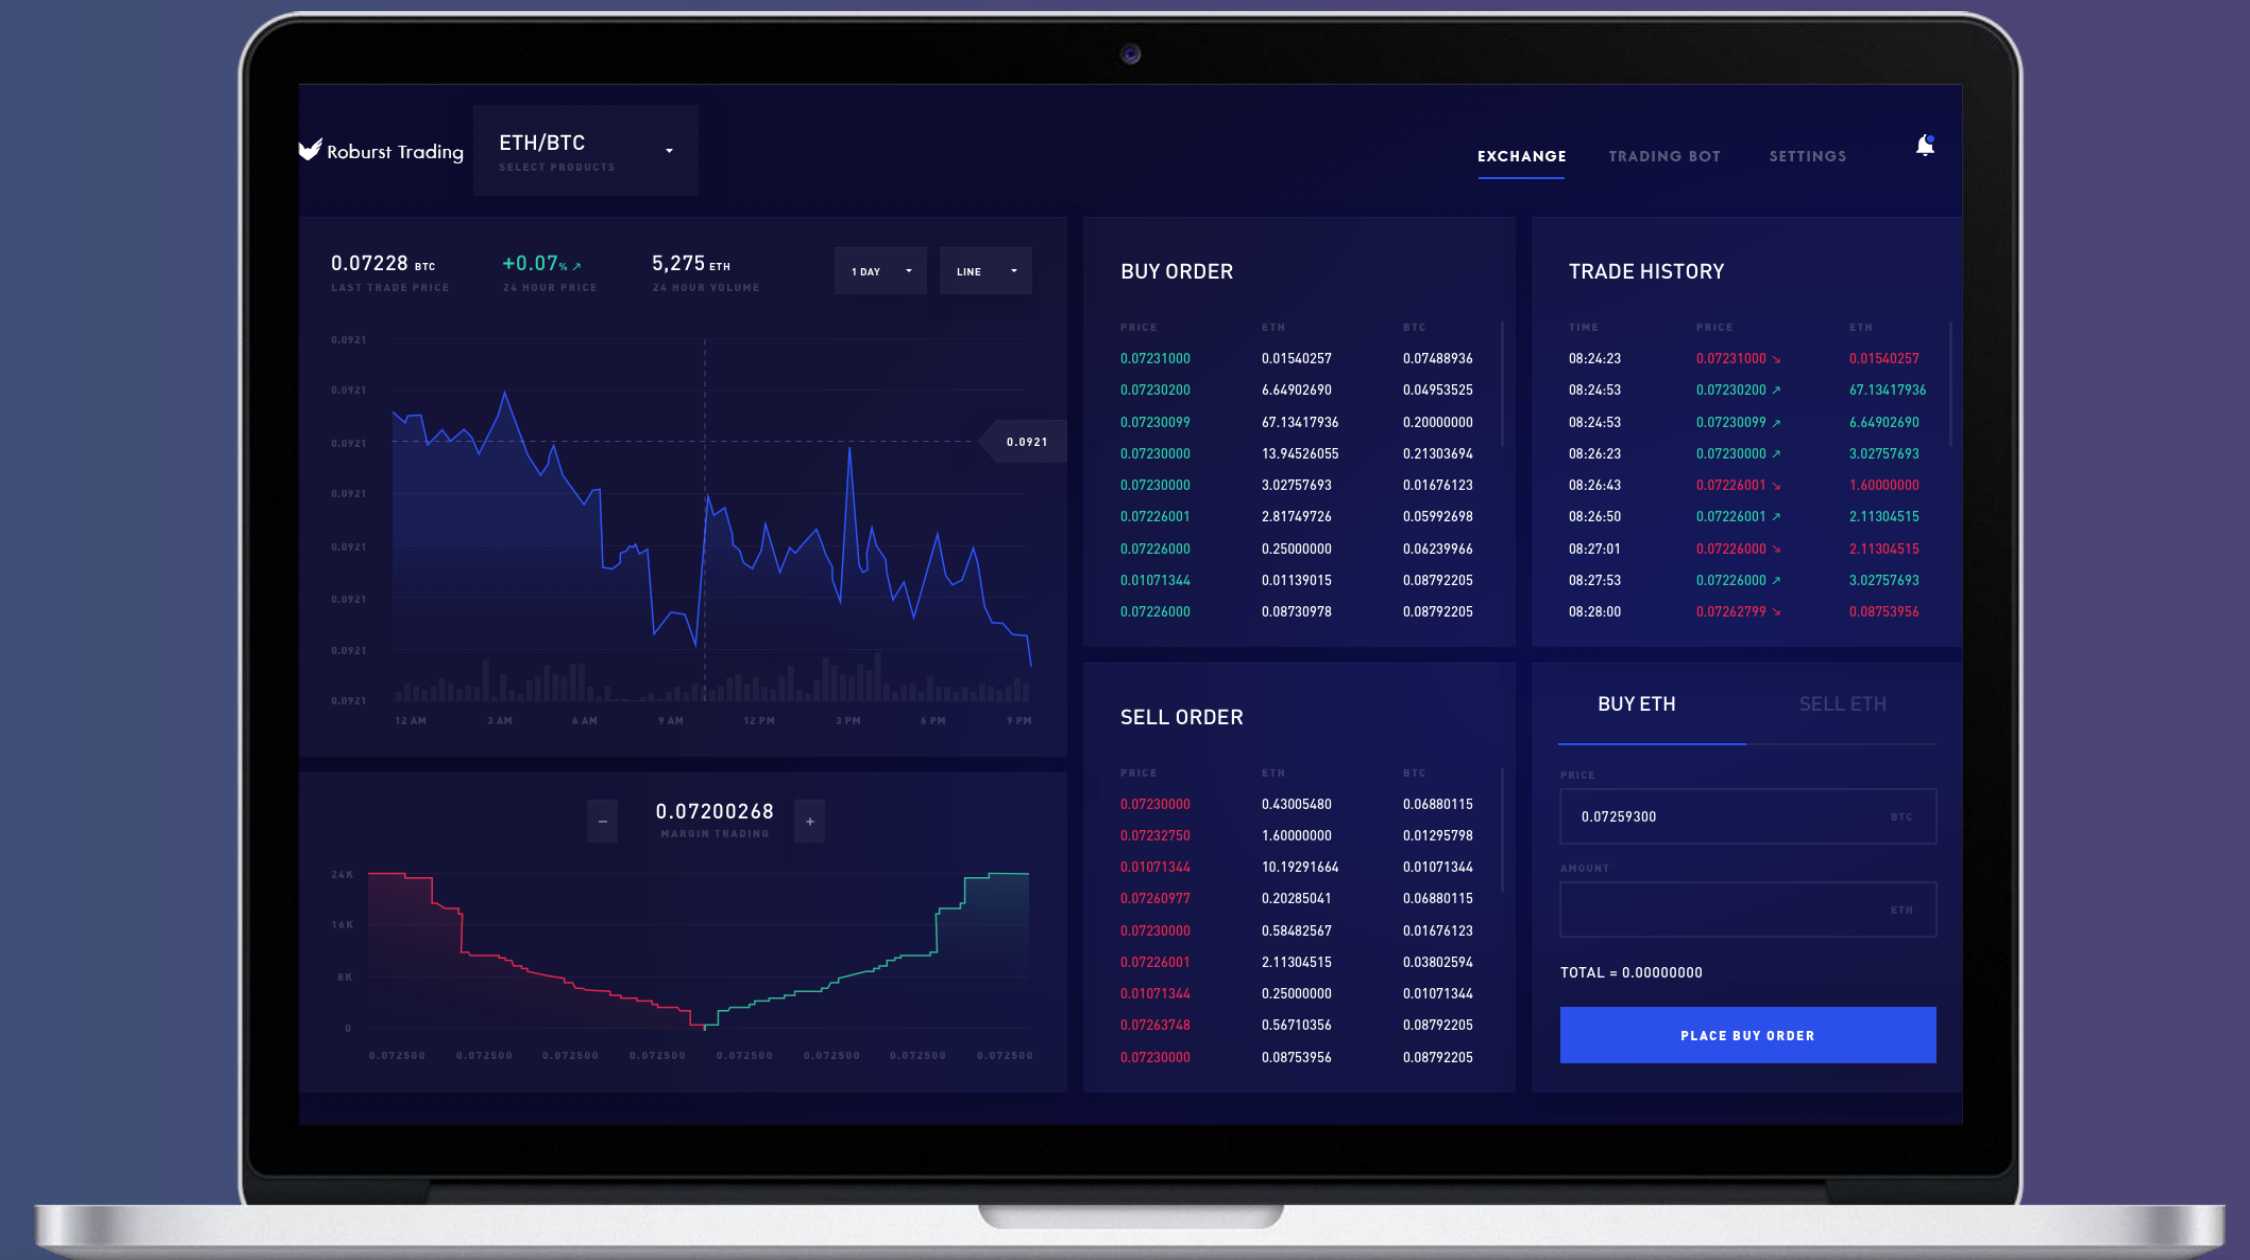 Roburst Trading
ETH/BTC
SELECT PRODUCTS
EXCHANGE TRADING BOT SETTINGS
0.07228 BTC +0.07% ↗ 5,275 ETH
LAST TRADE PRICE 24 HOUR PRICE 24 HOUR VOLUME
1 DAY LINE
0.0921
0.0921
0.0921
0.0921
0.0921
0.0921
0.0921
0.0921
0.0921
12 AM 3 AM 6 AM 9 AM 12 PM 3 PM 6 PM 9 PM
− 0.07200268 +
MARGIN TRADING
24K
16K
8K
0
0.072500 0.072500 0.072500 0.072500 0.072500 0.072500 0.072500 0.072500
BUY ORDER
PRICE ETH BTC
0.07231000 0.01540257 0.07488936
0.07230200 6.64902690 0.04953525
0.07230099 67.13417936 0.20000000
0.07230000 13.94526055 0.21303694
0.07230000 3.02757693 0.01676123
0.07226001 2.81749726 0.05992698
0.07226000 0.25000000 0.06239966
0.01071344 0.01139015 0.08792205
0.07226000 0.08730978 0.08792205
TRADE HISTORY
TIME PRICE ETH
08:24:23 0.07231000 ↘ 0.01540257
08:24:53 0.07230200 ↗ 67.13417936
08:24:53 0.07230099 ↗ 6.64902690
08:26:23 0.07230000 ↗ 3.02757693
08:26:43 0.07226001 ↘ 1.60000000
08:26:50 0.07226001 ↗ 2.11304515
08:27:01 0.07226000 ↘ 2.11304515
08:27:53 0.07226000 ↗ 3.02757693
08:28:00 0.07262799 ↘ 0.08753956
SELL ORDER
PRICE ETH BTC
0.07230000 0.43005480 0.06880115
0.07232750 1.60000000 0.01295798
0.01071344 10.19291664 0.01071344
0.07260977 0.20285041 0.06880115
0.07230000 0.58482567 0.01676123
0.07226001 2.11304515 0.03802594
0.01071344 0.25000000 0.01071344
0.07263748 0.56710356 0.08792205
0.07230000 0.08753956 0.08792205
BUY ETH SELL ETH
PRICE
0.07259300 BTC
AMOUNT
ETH
TOTAL = 0.00000000
PLACE BUY ORDER